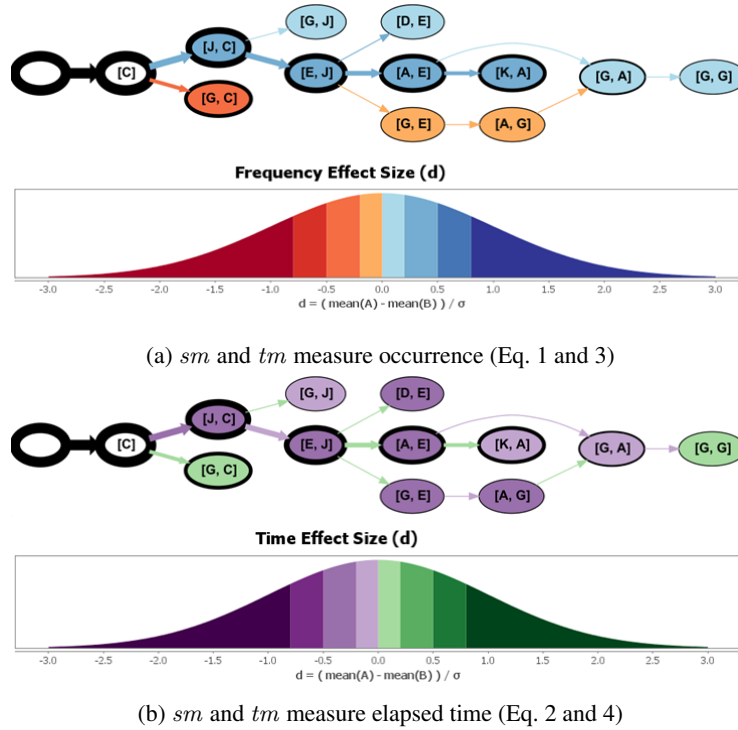 [G, J] [D, E]
[J, C]
[C] [E, J] [A, E] [K, A] [G, A] [G, G]
[G, C]
[G, E] [A, G]
Frequency Effect Size (d)
-3.0 -2.5 -2.0 -1.5 -1.0 -0.5 0.0 0.5 1.0 1.5 2.0 2.5 3.0
d = ( mean(A) - mean(B) ) / σ
(a) sm and tm measure occurrence (Eq. 1 and 3)
[G, J] [D, E]
[J, C]
[C] [E, J] [A, E] [K, A] [G, A] [G, G]
[G, C]
[G, E] [A, G]
Time Effect Size (d)
-3.0 -2.5 -2.0 -1.5 -1.0 -0.5 0.0 0.5 1.0 1.5 2.0 2.5 3.0
d = ( mean(A) - mean(B) ) / σ
(b) sm and tm measure elapsed time (Eq. 2 and 4)